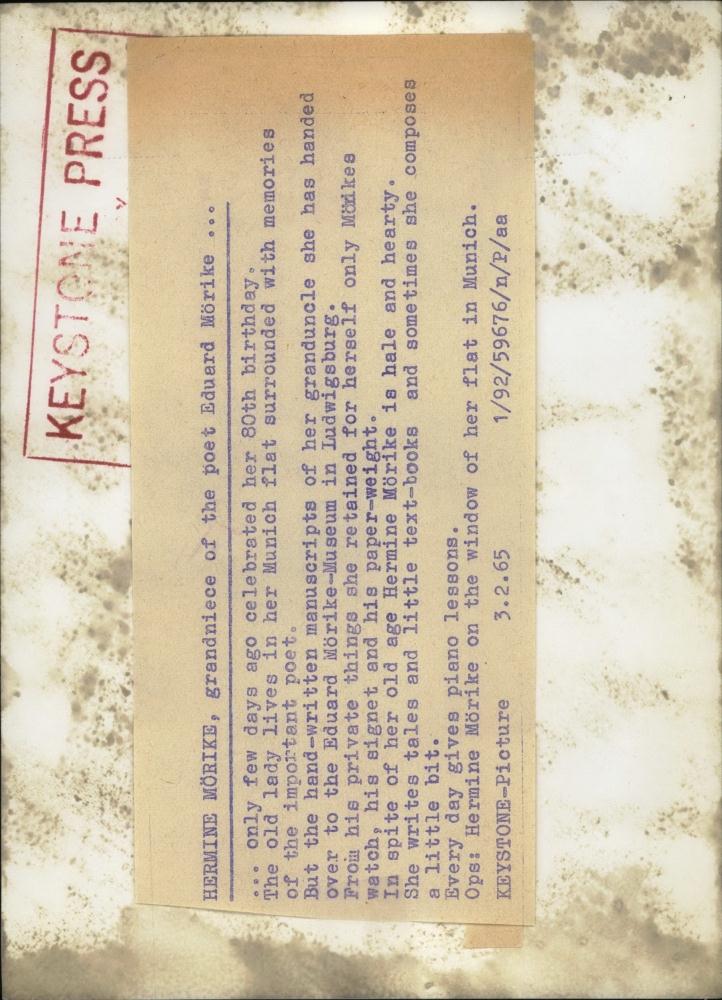 KEYSTONE PRESS
HERMINE MÖRIKE, grandniece of the poet Eduard Mörike ...
... only few days ago celebrated her 80th birthday.
The old lady lives in her Munich flat surrounded with memories
of the important poet.
But the hand-written manuscripts of her granduncle she has handed
over to the Eduard Mörike-Museum in Ludwigsburg.
From his private things she retained for herself only Mörikes
watch, his signet and his paper-weight.
In spite of her old age Hermine Mörike is hale and hearty.
She writes tales and little text-books and sometimes she composes
a little bit.
Every day gives piano lessons.
Ops: Hermine Mörike on the window of her flat in Munich.
KEYSTONE-Picture 3.2.65 1/92/59676/n/P/aa